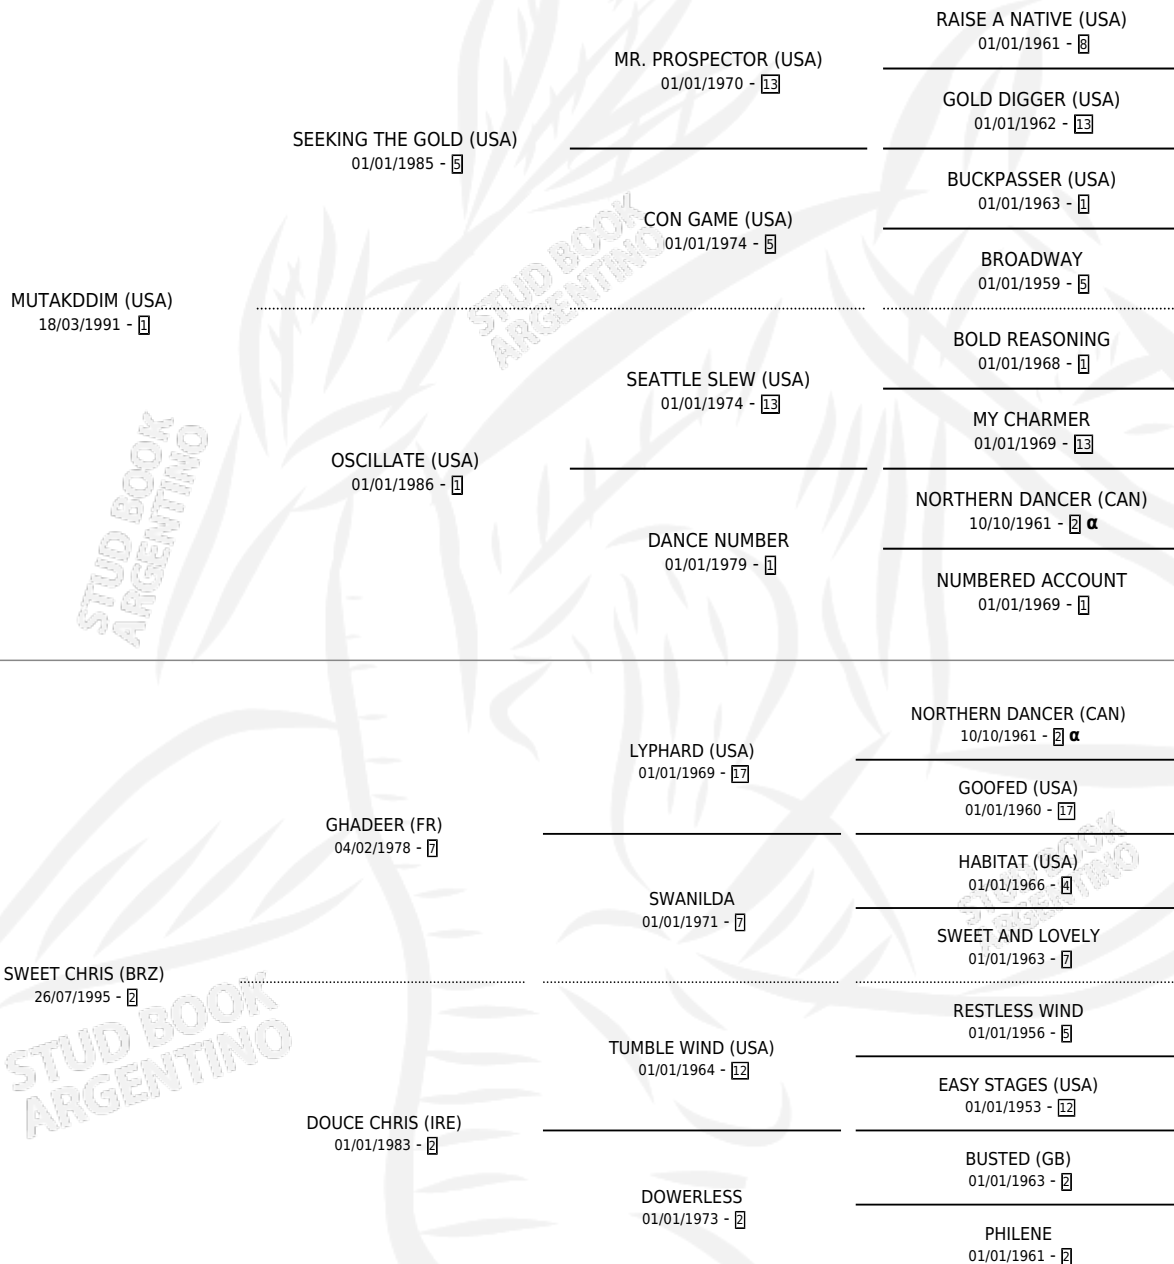 RAISE A NATIVE (USA)
01/01/1961 - 8
MR. PROSPECTOR (USA)
01/01/1970 - 13
GOLD DIGGER (USA)
01/01/1962 - 13
SEEKING THE GOLD (USA)
01/01/1985 - 5
BUCKPASSER (USA)
01/01/1963 - 1
CON GAME (USA)
01/01/1974 - 5
BROADWAY
01/01/1959 - 5
MUTAKDDIM (USA)
18/03/1991 - 1
BOLD REASONING
01/01/1968 - 1
SEATTLE SLEW (USA)
01/01/1974 - 13
MY CHARMER
01/01/1969 - 13
OSCILLATE (USA)
01/01/1986 - 1
NORTHERN DANCER (CAN)
10/10/1961 - 2 α
DANCE NUMBER
01/01/1979 - 1
NUMBERED ACCOUNT
01/01/1969 - 1
NORTHERN DANCER (CAN)
10/10/1961 - 2 α
LYPHARD (USA)
01/01/1969 - 17
GOOFED (USA)
01/01/1960 - 17
GHADEER (FR)
04/02/1978 - 7
HABITAT (USA)
01/01/1966 - 4
SWANILDA
01/01/1971 - 7
SWEET AND LOVELY
01/01/1963 - 7
SWEET CHRIS (BRZ)
26/07/1995 - 2
RESTLESS WIND
01/01/1956 - 5
TUMBLE WIND (USA)
01/01/1964 - 12
EASY STAGES (USA)
01/01/1953 - 12
DOUCE CHRIS (IRE)
01/01/1983 - 2
BUSTED (GB)
01/01/1963 - 2
DOWERLESS
01/01/1973 - 2
PHILENE
01/01/1961 - 2
STUD BOOK
ARGENTINO
STUD BOOK
ARGENTINO
STUD BOOK
ARGENTINO
STUD BOOK
ARGENTINO